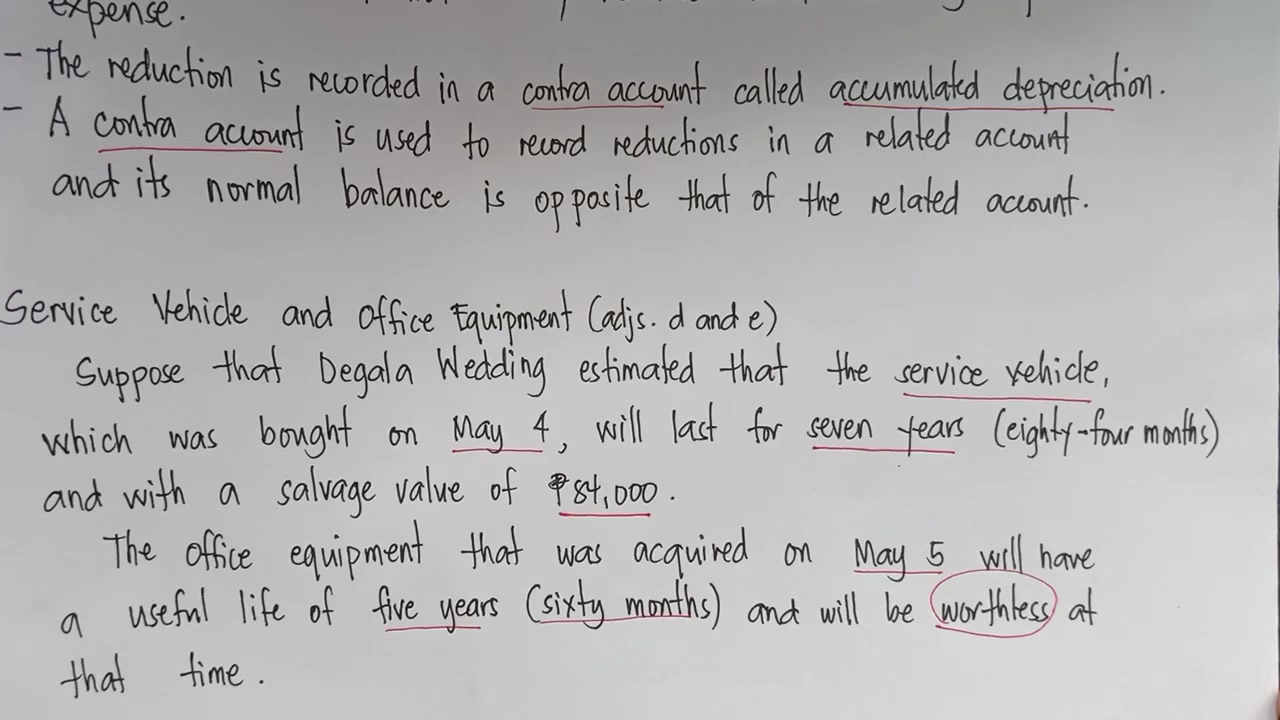 expense.
- The reduction is recorded in a contra account called accumulated depreciation.
- A contra account is used to record reductions in a related account
and its normal balance is opposite that of the related account.
Service Vehicle and Office Equipment (adjs. d and e)
Suppose that Degala Wedding estimated that the service vehicle,
which was bought on May 4, will last for seven years (eighty-four months)
and with a salvage value of ₱84,000.
The office equipment that was acquired on May 5 will have
a useful life of five years (sixty months) and will be worthless at
that time.